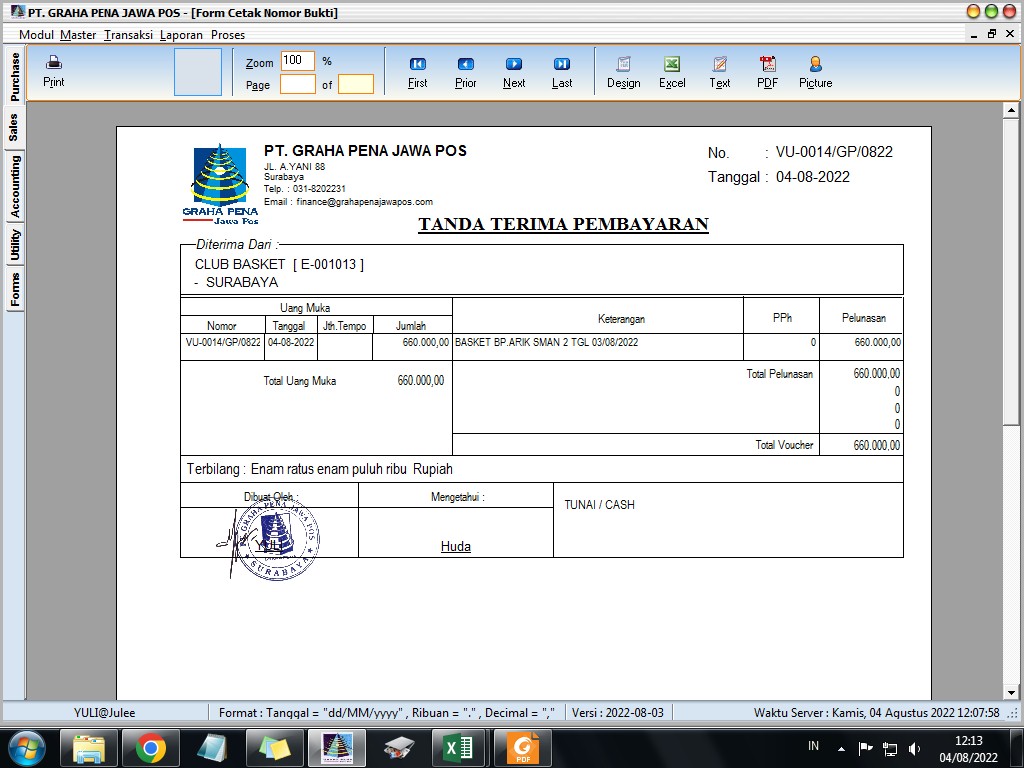 PT. GRAHA PENA JAWA POS - [Form Cetak Nomor Bukti]
Modul Master Transaksi Laporan Proses
Purchase
Sales
Accounting
Utility
Forms
Print
Zoom 100 %
Page of
First Prior Next Last
Design Excel Text PDF Picture
GRAHA PENA
Jawa Pos
PT. GRAHA PENA JAWA POS
JL. A.YANI 88
Surabaya
Telp. : 031-8202231
Email : finance@grahapenajawapos.com
No. : VU-0014/GP/0822
Tanggal : 04-08-2022
TANDA TERIMA PEMBAYARAN
Diterima Dari :
CLUB BASKET [ E-001013 ]
- SURABAYA
Uang Muka Keterangan PPh Pelunasan
Nomor Tanggal Jth.Tempo Jumlah
VU-0014/GP/0822 04-08-2022 660.000,00 BASKET BP.ARIK SMAN 2 TGL 03/08/2022 0 660.000,00
Total Uang Muka 660.000,00 Total Pelunasan 660.000,00
0
0
0
Total Voucher 660.000,00
Terbilang : Enam ratus enam puluh ribu Rupiah
Dibuat Oleh : Mengetahui : TUNAI / CASH
PT. GRAHA PENA JAWA POS
SURABAYA
YULI
Huda
YULI@Julee Format : Tanggal = "dd/MM/yyyy" , Ribuan = "." , Decimal = "," Versi : 2022-08-03 Waktu Server : Kamis, 04 Agustus 2022 12:07:58
PDF
IN
12:13
04/08/2022